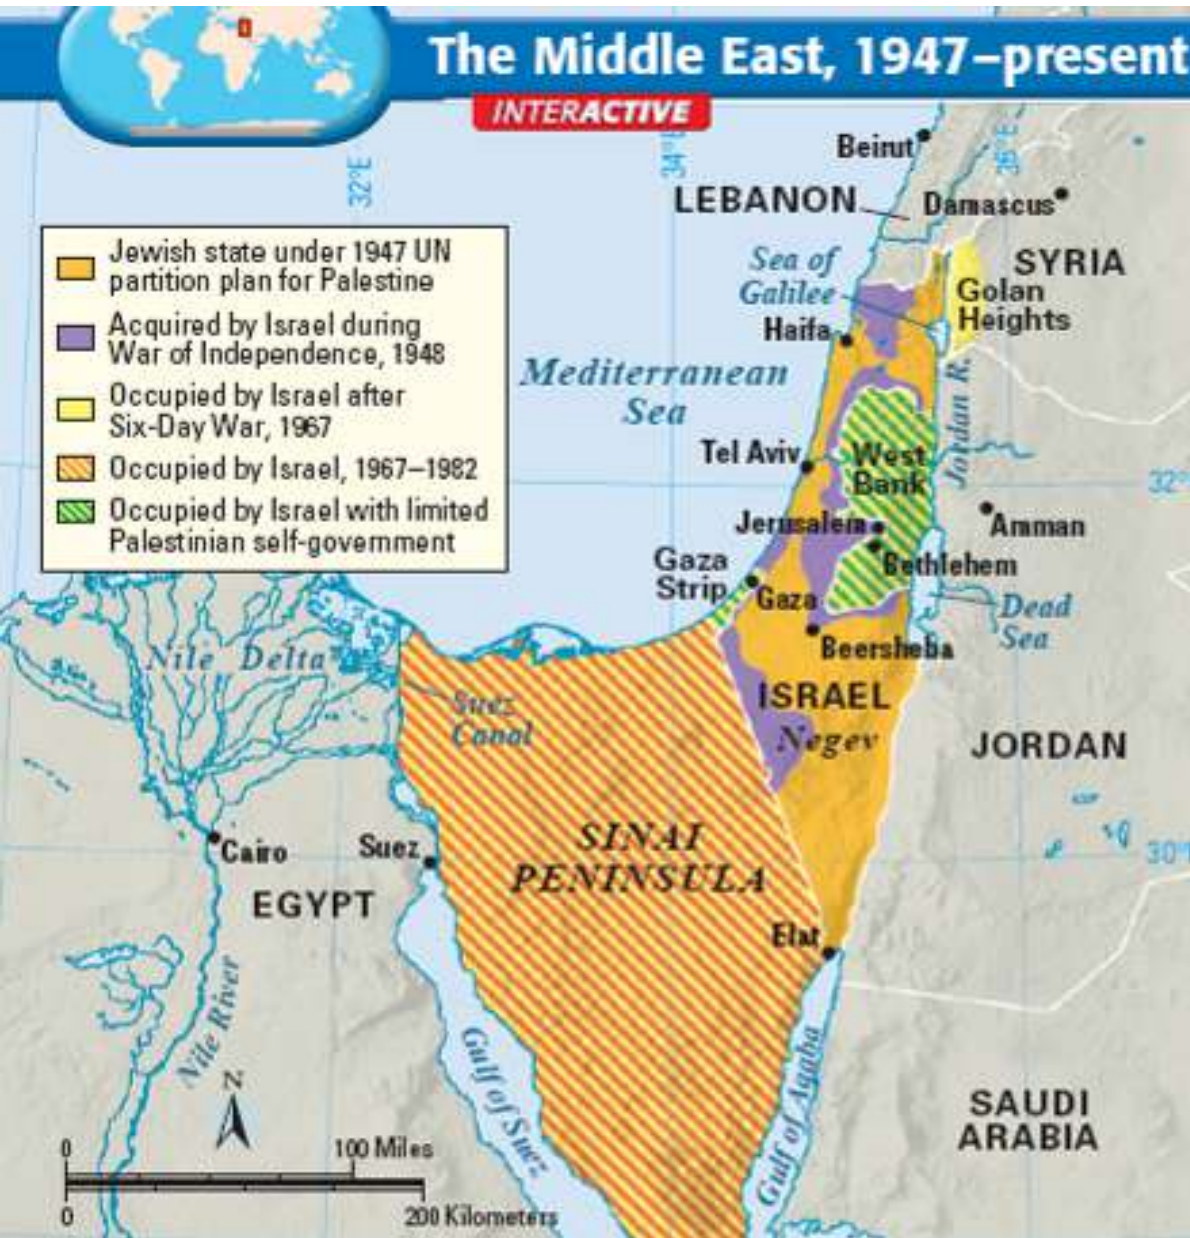 The Middle East, 1947–present
INTERACTIVE
32°E
34°E
36°E
Beirut
LEBANON
Damascus
SYRIA
Sea of
Galilee
Golan
Heights
Haifa
Jewish state under 1947 UN
partition plan for Palestine
Acquired by Israel during
War of Independence, 1948
Occupied by Israel after
Six-Day War, 1967
Occupied by Israel, 1967–1982
Occupied by Israel with limited
Palestinian self-government
Mediterranean
Sea
Jordan R.
Tel Aviv
West
Bank
32°
Jerusalem
Amman
Gaza
Strip
Bethlehem
Gaza
Dead
Sea
Beersheba
Nile Delta
Suez
Canal
ISRAEL
Negev
JORDAN
SINAI
PENINSULA
Cairo
Suez
30°
EGYPT
Elat
Nile River
Gulf of Suez
Gulf of Aqaba
SAUDI
ARABIA
N
0
100 Miles
0
200 Kilometers